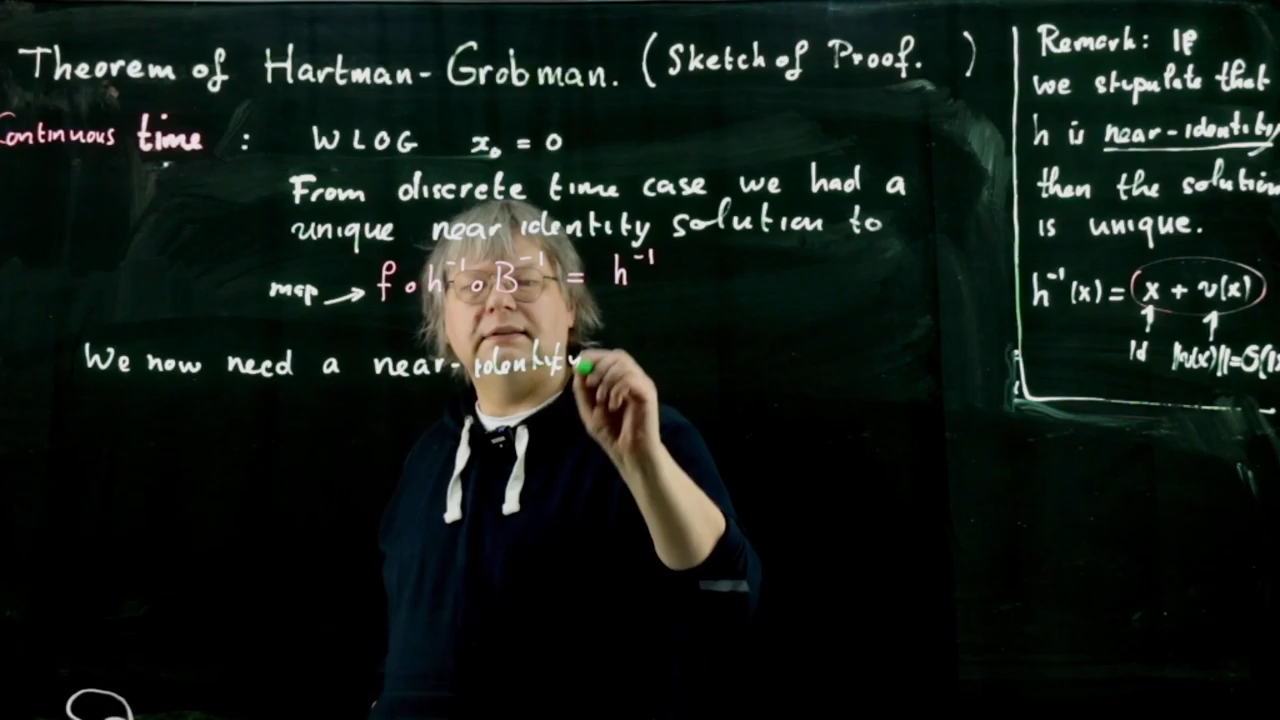 Theorem of Hartman-Grobman. (Sketch of Proof. )
Continuous time : WLOG x₀ = 0
From discrete time case we had a
unique near identity solution to
map → f ∘ h⁻¹ ∘ B⁻¹ = h⁻¹
We now need a near-identity
Remark: If
we stipulate that
h is near-identity
then the solution
is unique.
h⁻¹(x) = x + v(x)
↑ ↑
Id ||v(x)||=